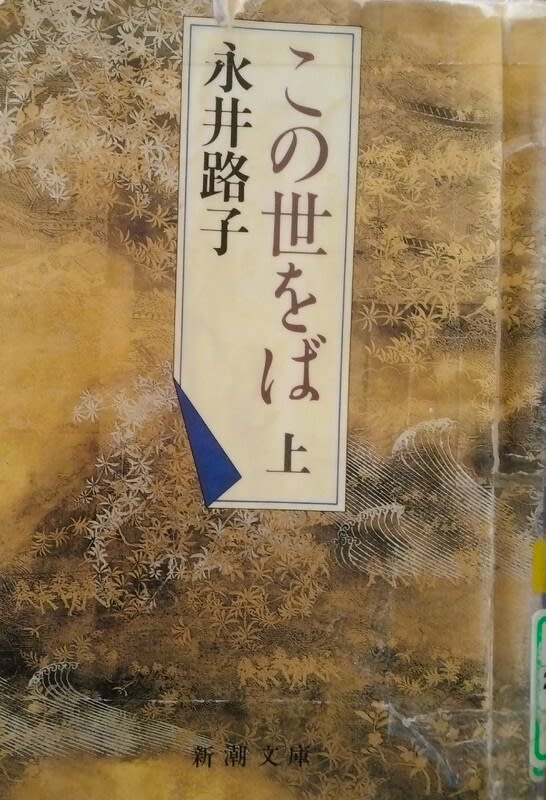 この世をば 上
永井路子
新潮文庫